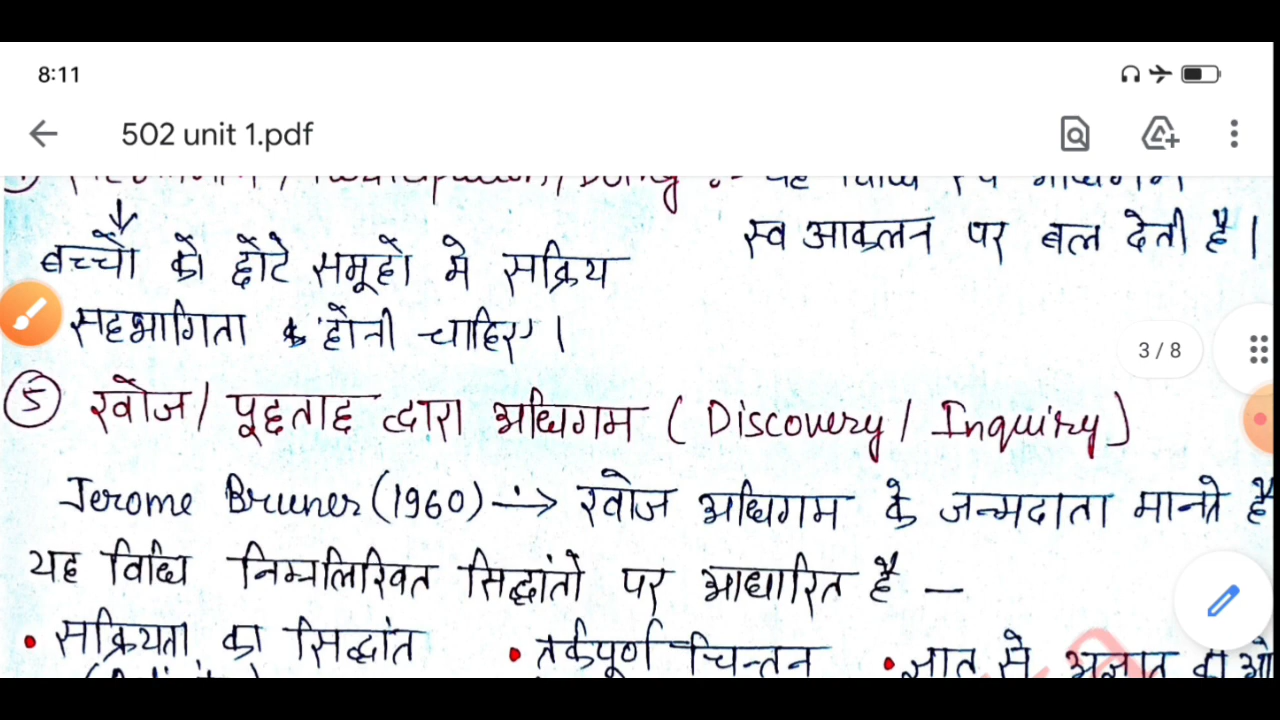 8:11
502 unit 1.pdf
स्व आकलन पर बल देती है।
बच्चों को छोटे समूहों मे सक्रिय
सहभागिता होनी चाहिए।
3 / 8
5 खोज/ पूछताछ द्वारा अधिगम ( Discovery / Inquiry )
Jerome Bruner (1960) → खोज अधिगम के जन्मदाता मानते है
यह विधि निम्नलिखित सिद्धांतों पर आधारित है —
• सक्रियता का सिद्धांत • तर्कपूर्ण चिन्तन • ज्ञात से अज्ञात